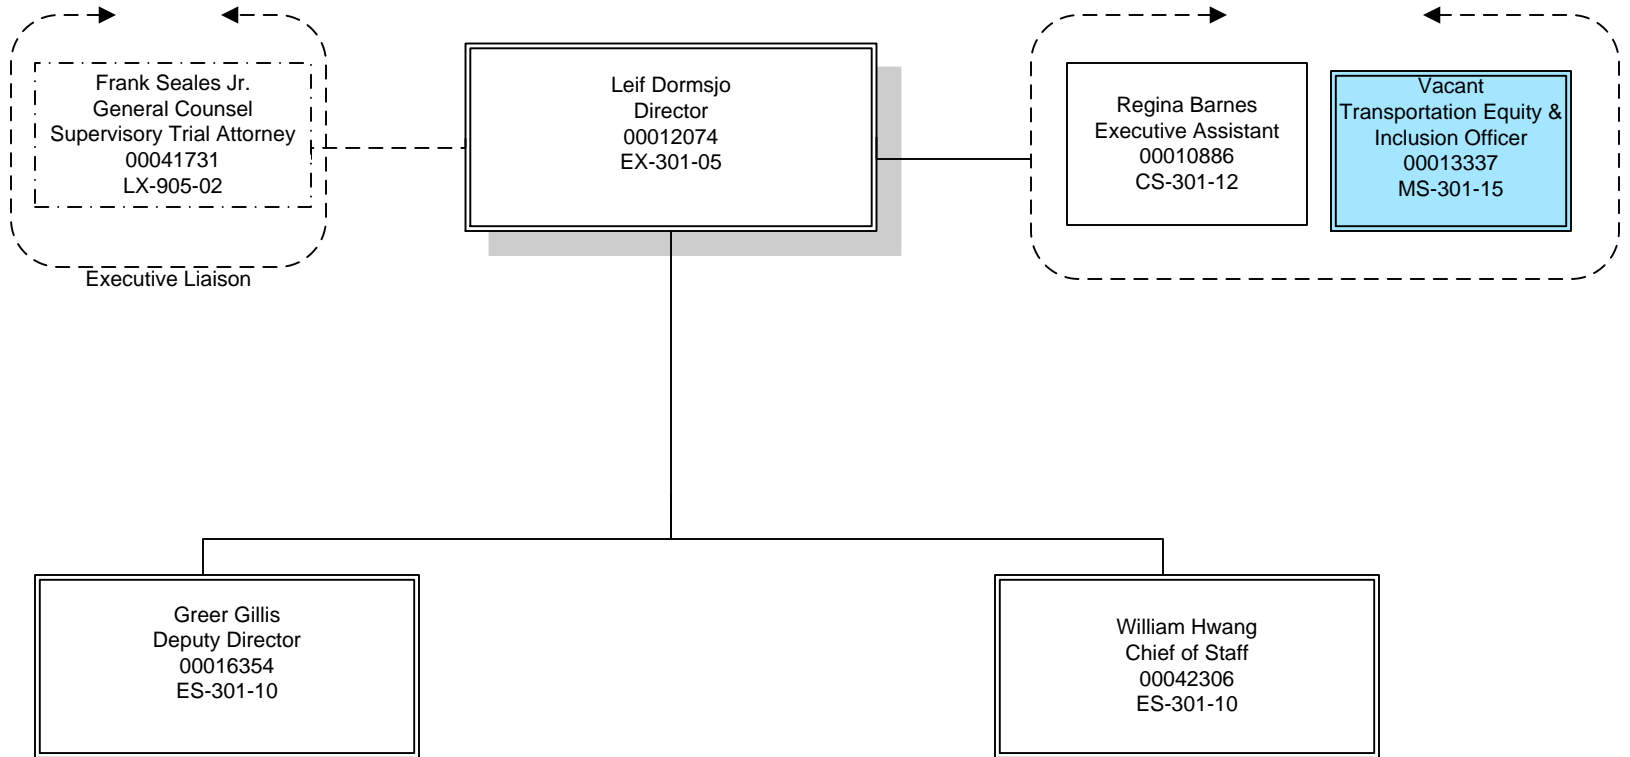 Frank Seales Jr.
General Counsel
Supervisory Trial Attorney
00041731
LX-905-02
Executive Liaison
Leif Dormsjo
Director
00012074
EX-301-05
Regina Barnes
Executive Assistant
00010886
CS-301-12
Vacant
Transportation Equity &
Inclusion Officer
00013337
MS-301-15
Greer Gillis
Deputy Director
00016354
ES-301-10
William Hwang
Chief of Staff
00042306
ES-301-10